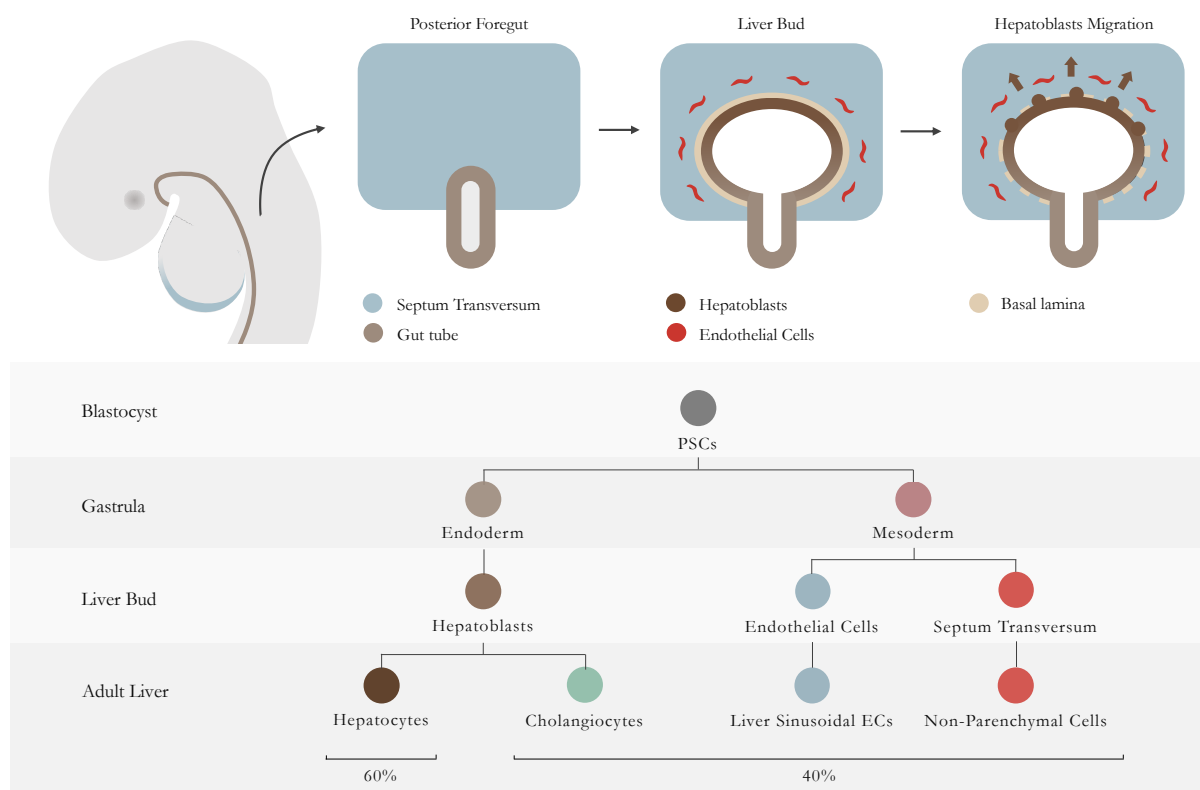 Posterior Foregut
Liver Bud
Hepatoblasts Migration
Septum Transversum
Gut tube
Hepatoblasts
Endothelial Cells
Basal lamina
Blastocyst
PSCs
Gastrula
Endoderm
Mesoderm
Liver Bud
Hepatoblasts
Endothelial Cells
Septum Transversum
Adult Liver
Hepatocytes
Cholangiocytes
Liver Sinusoidal ECs
Non-Parenchymal Cells
60%
40%